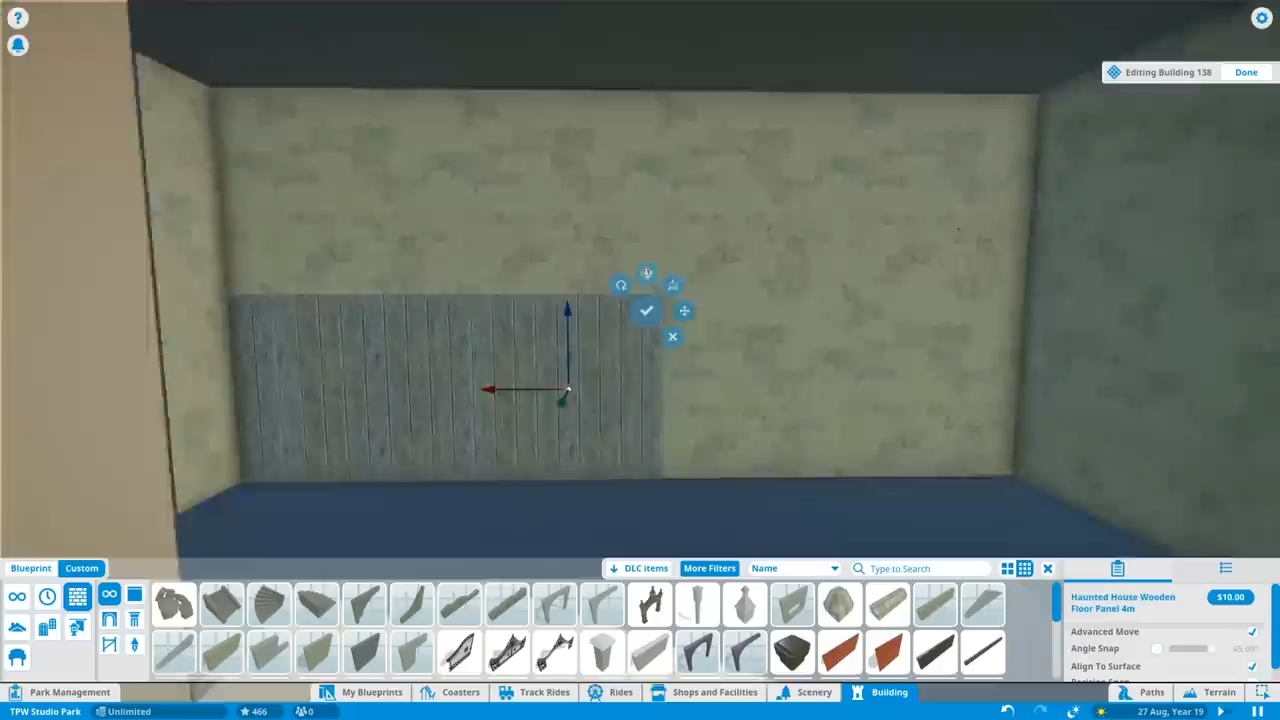 ?
Editing Building 138 Done
Blueprint Custom
DLC items More Filters Name Type to Search
Haunted House Wooden Floor Panel 4m $10.00
Advanced Move
Angle Snap 45.00°
Align To Surface
Park Management My Blueprints Coasters Track Rides Rides Shops and Facilities Scenery Building Paths Terrain
TPW Studio Park Unlimited 466 0 27 Aug, Year 19